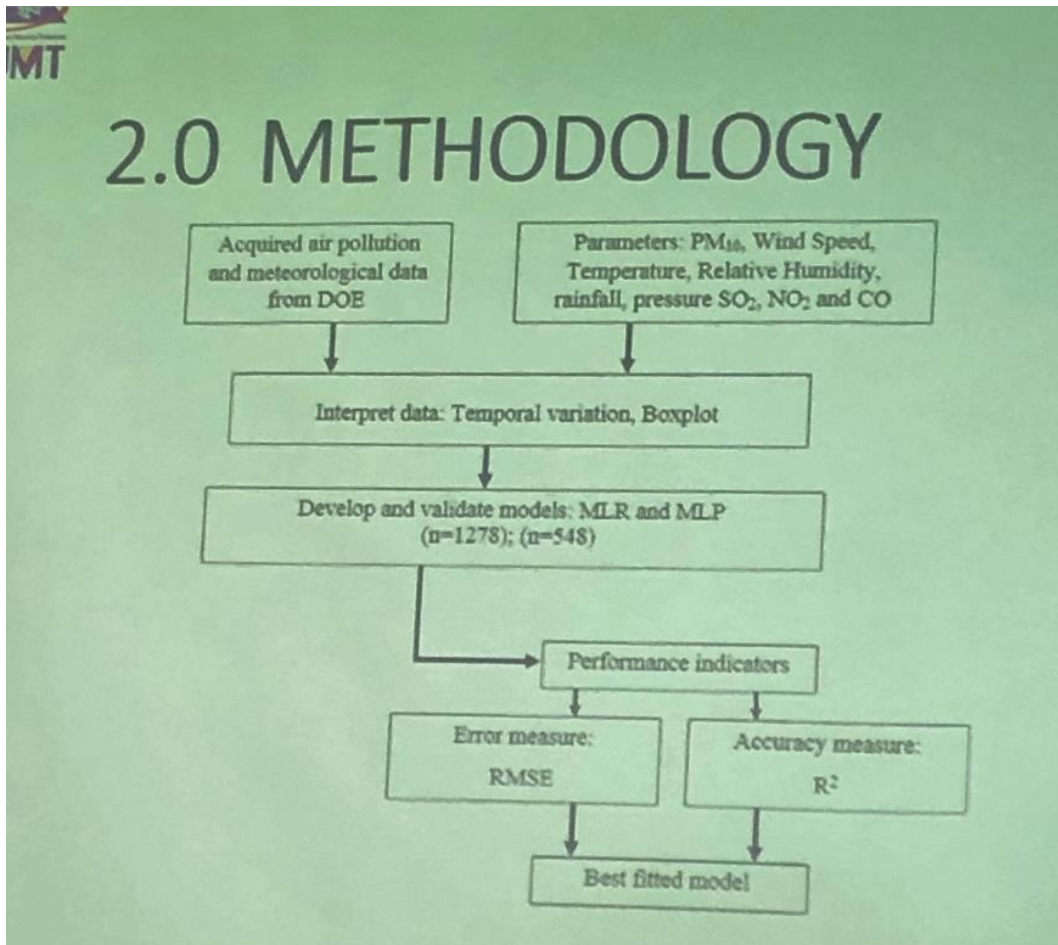 UMT
2.0 METHODOLOGY
Acquired air pollution
and meteorological data
from DOE
Parameters: PM₁₀, Wind Speed,
Temperature, Relative Humidity,
rainfall, pressure SO₂, NO₂ and CO
Interpret data: Temporal variation, Boxplot
Develop and validate models: MLR and MLP
(n=1278); (n=548)
Performance indicators
Error measure:
RMSE
Accuracy measure:
R²
Best fitted model